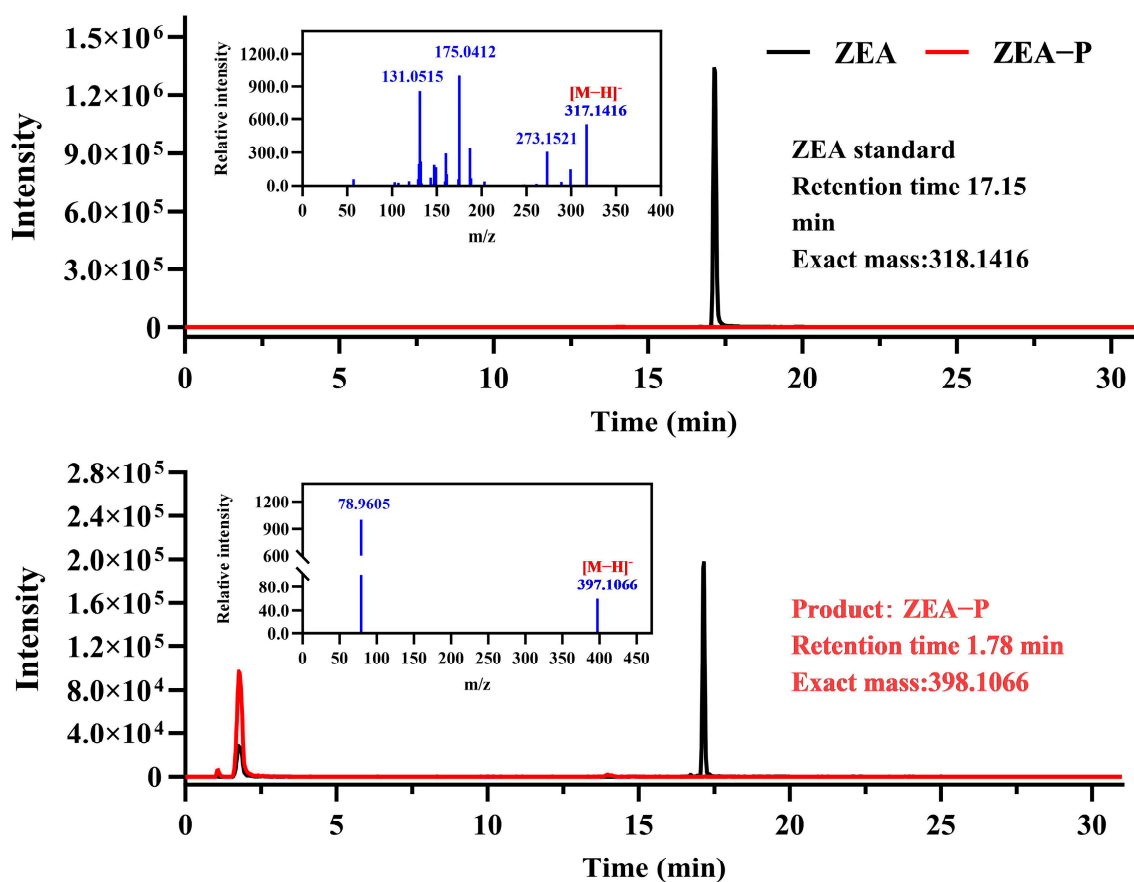 1.5×10⁶
1.2×10⁶
9.0×10⁵
6.0×10⁵
3.0×10⁵
0
Intensity
0 5 10 15 20 25 30
Time (min)
1200.0
900.0
600.0
300.0
0.0
Relative intensity
0 50 100 150 200 250 300 350 400
m/z
131.0515
175.0412
273.1521
[M−H]⁻
317.1416
ZEA ZEA−P
ZEA standard
Retention time 17.15
min
Exact mass:318.1416
2.8×10⁵
2.4×10⁵
2.0×10⁵
1.6×10⁵
1.2×10⁵
8.0×10⁴
4.0×10⁴
0
Intensity
0 5 10 15 20 25 30
Time (min)
1200
900
600
80.0
40.0
0.0
Relative intensity
0 50 100 150 200 250 300 350 400 450
m/z
78.9605
[M−H]⁻
397.1066
Product: ZEA−P
Retention time 1.78 min
Exact mass:398.1066